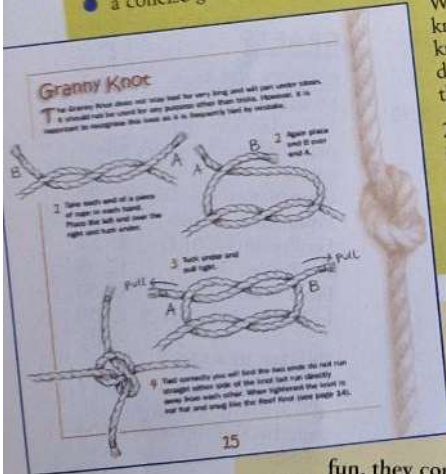 a concise g
Granny Knot
The Granny Knot does not stay tied for very long and will jam under strain.
It should not be used for any purpose other than tricks. However, it is
important to recognise this knot as it is frequently tied by mistake.
B
A
1 Take each end of a piece
of rope in each hand.
Place the left end over the
right and tuck under.
A
B
2 Again place
end B over
end A.
3 Tuck under and
pull tight.
Pull
Pull
A
B
4 Tied correctly you will find the two ends do not run
straight either side of the knot but run directly
away from each other. When tightened the knot is
not flat and snug like the Reef Knot (see page 14).
15
fun, they co
W
kn
k
d
t